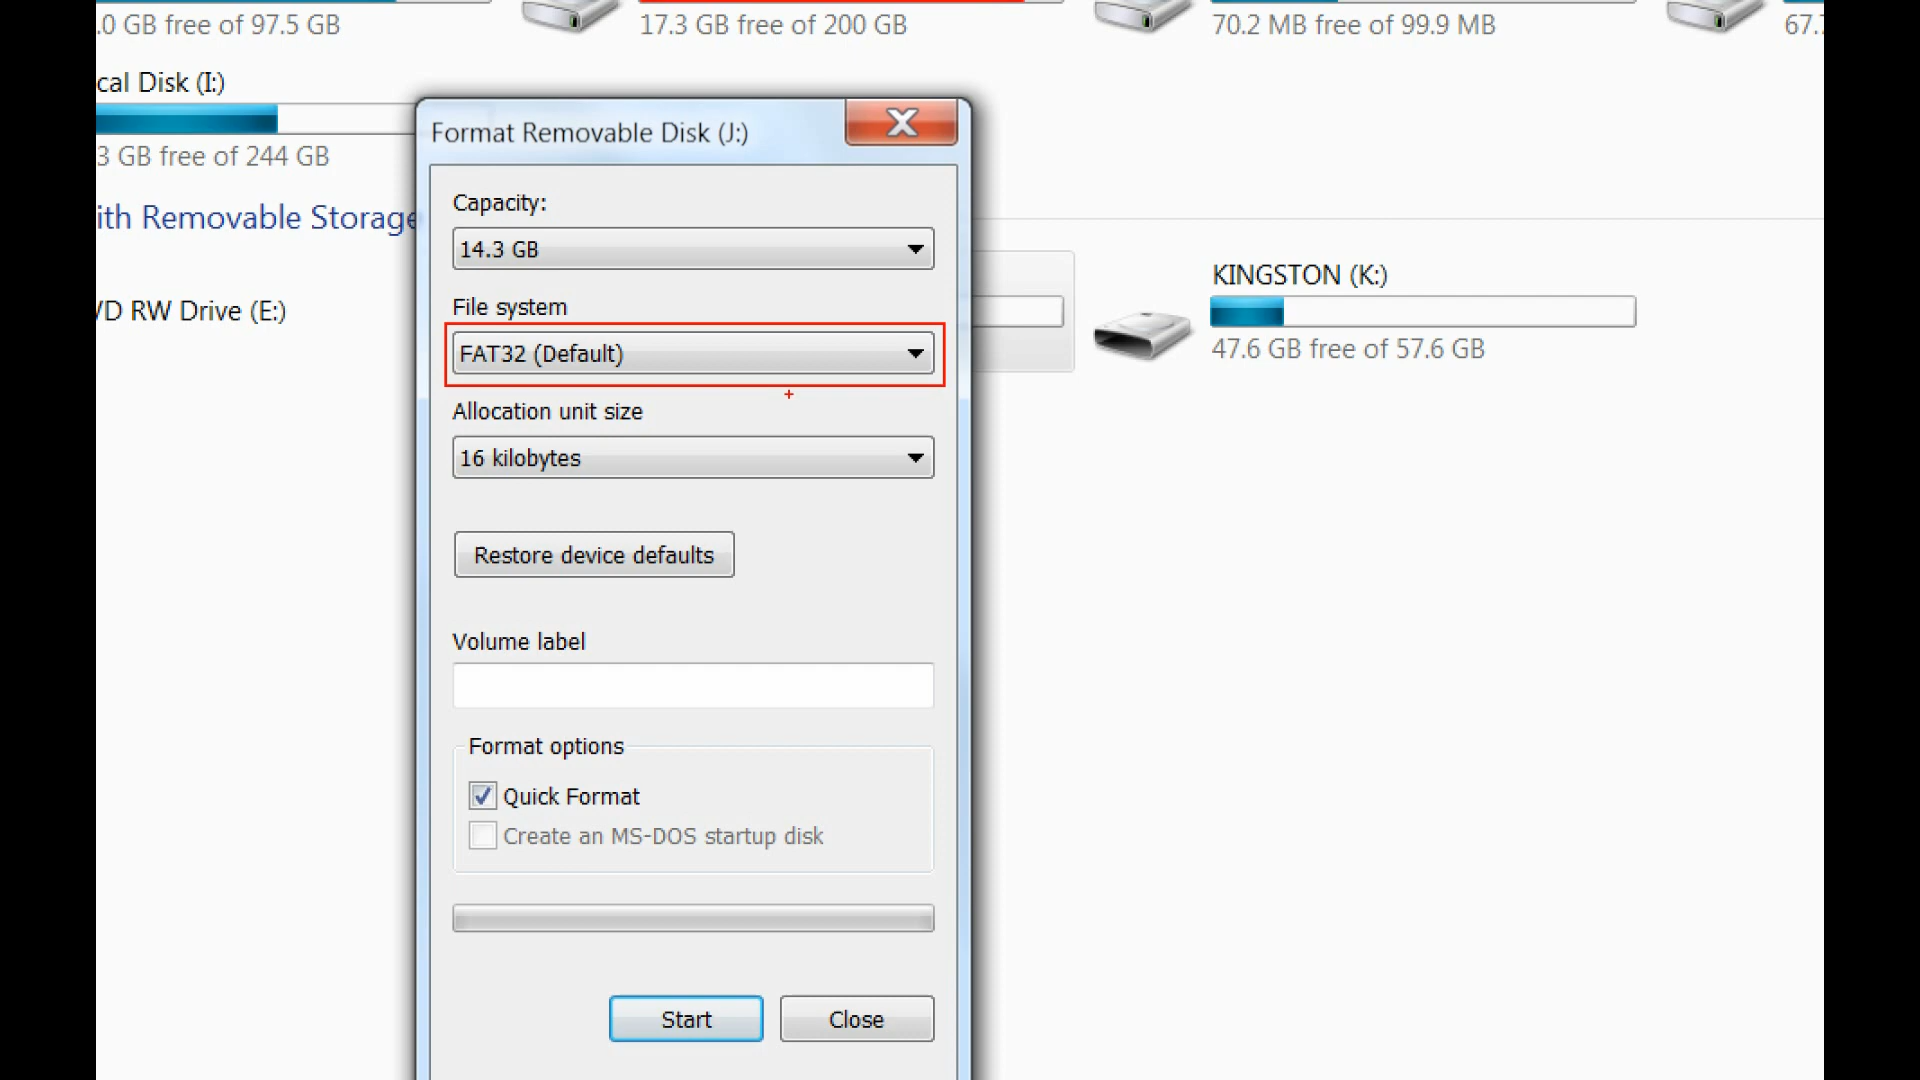 .0 GB free of 97.5 GB
17.3 GB free of 200 GB
70.2 MB free of 99.9 MB
67.7
cal Disk (I:)
3 GB free of 244 GB
ith Removable Storage
VD RW Drive (E:)
KINGSTON (K:)
47.6 GB free of 57.6 GB
Format Removable Disk (J:)
Capacity:
14.3 GB
File system
FAT32 (Default)
Allocation unit size
16 kilobytes
Restore device defaults
Volume label
Format options
Quick Format
Create an MS-DOS startup disk
Start
Close